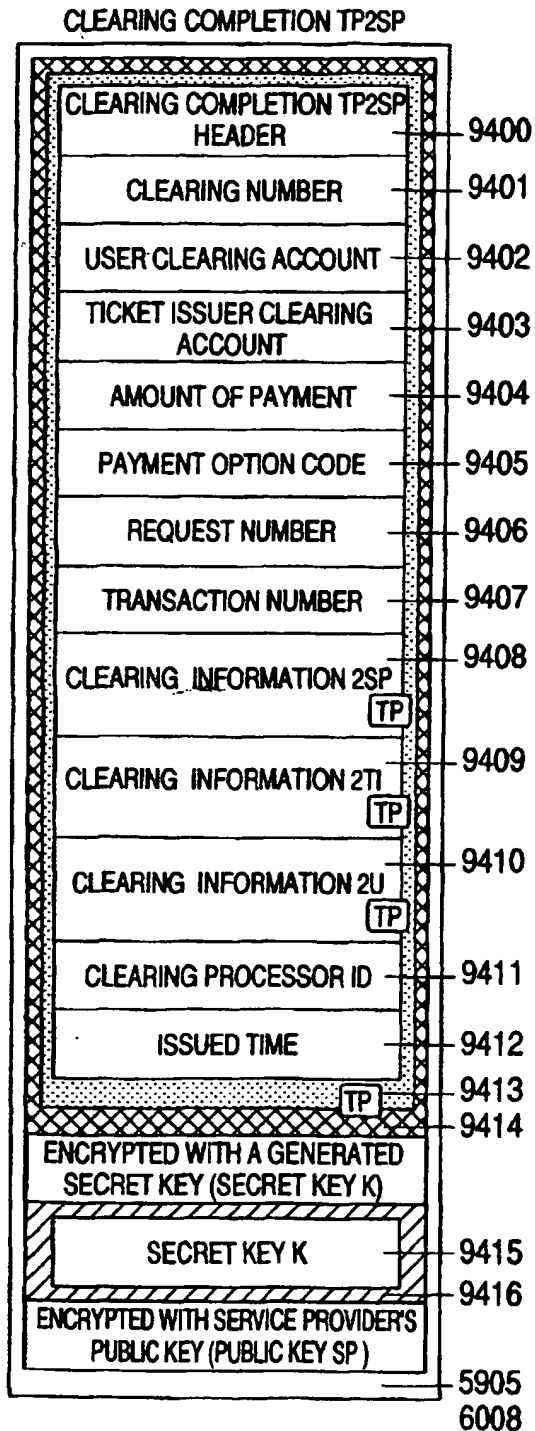 CLEARING COMPLETION TP2SP
CLEARING COMPLETION TP2SP
HEADER
9400
CLEARING NUMBER
9401
USER CLEARING ACCOUNT
9402
TICKET ISSUER CLEARING
ACCOUNT
9403
AMOUNT OF PAYMENT
9404
PAYMENT OPTION CODE
9405
REQUEST NUMBER
9406
TRANSACTION NUMBER
9407
9408
CLEARING INFORMATION 2SP
TP
9409
CLEARING INFORMATION 2TI
TP
9410
CLEARING INFORMATION 2U
TP
CLEARING PROCESSOR ID
9411
ISSUED TIME
9412
TP
9413
9414
ENCRYPTED WITH A GENERATED
SECRET KEY (SECRET KEY K)
SECRET KEY K
9415
9416
ENCRYPTED WITH SERVICE PROVIDER'S
PUBLIC KEY (PUBLIC KEY SP )
5905
6008